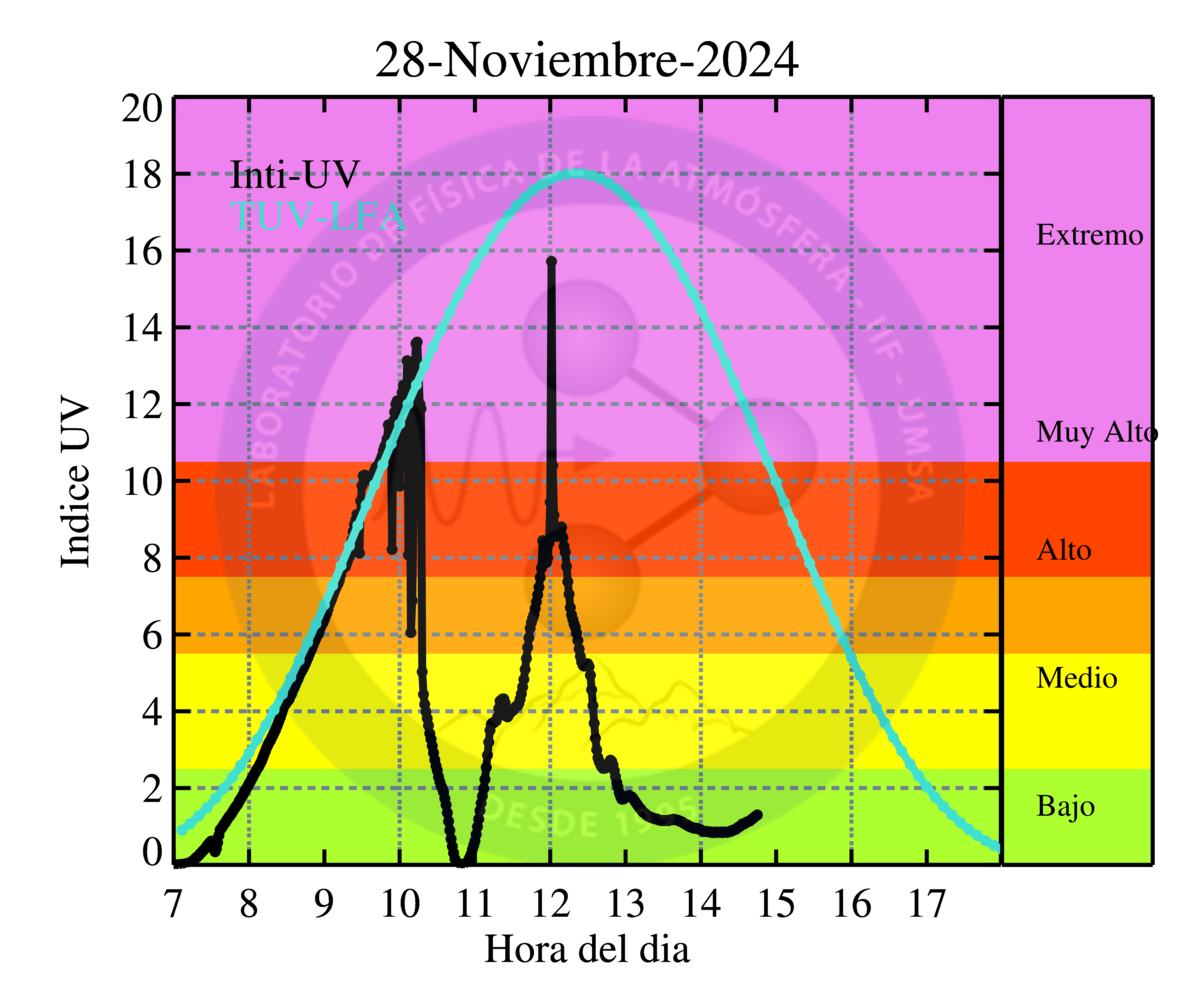 28-Noviembre-2024
Indice UV
20
18
16
14
12
10
8
6
4
2
0
Inti-UV
TUV-LFA
LABORATORIO DE FÍSICA DE LA ATMÓSFERA - IIF - UMSA
DESDE 1995
Extremo
Muy Alto
Alto
Medio
Bajo
7 8 9 10 11 12 13 14 15 16 17
Hora del dia